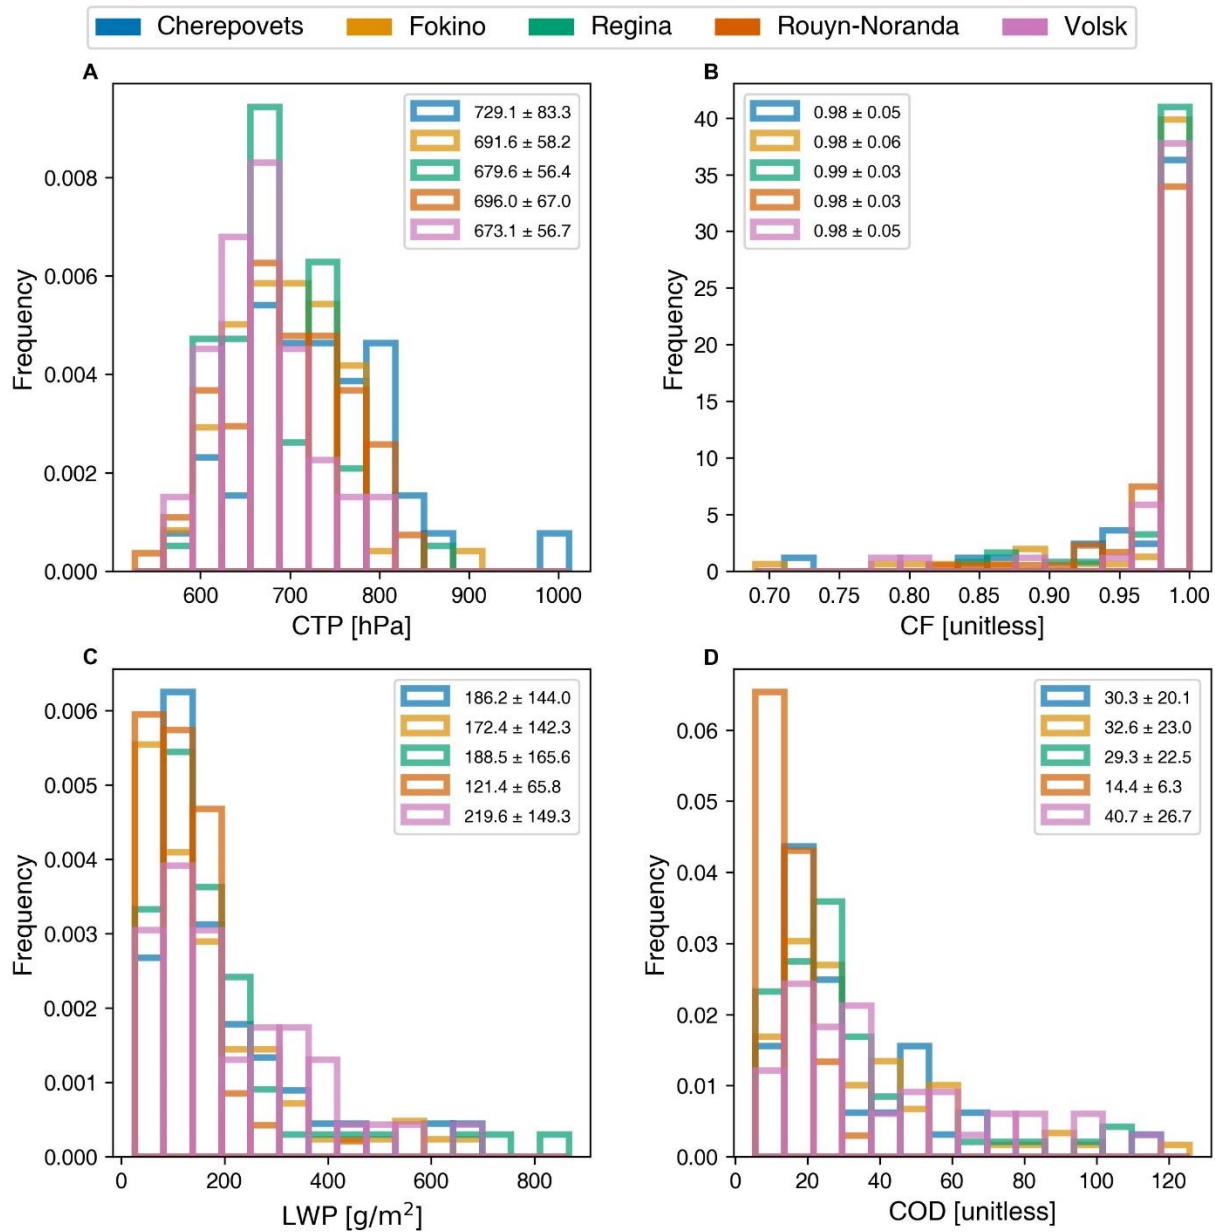 Cherepovets Fokino Regina Rouyn-Noranda Volsk
A
Frequency
0.008
0.006
0.004
0.002
0.000
729.1 ± 83.3
691.6 ± 58.2
679.6 ± 56.4
696.0 ± 67.0
673.1 ± 56.7
600 700 800 900 1000
CTP [hPa]
B
Frequency
40
35
30
25
20
15
10
5
0
0.98 ± 0.05
0.98 ± 0.06
0.99 ± 0.03
0.98 ± 0.03
0.98 ± 0.05
0.70 0.75 0.80 0.85 0.90 0.95 1.00
CF [unitless]
C
Frequency
0.006
0.005
0.004
0.003
0.002
0.001
0.000
186.2 ± 144.0
172.4 ± 142.3
188.5 ± 165.6
121.4 ± 65.8
219.6 ± 149.3
0 200 400 600 800
LWP [g/m²]
D
Frequency
0.06
0.05
0.04
0.03
0.02
0.01
0.00
30.3 ± 20.1
32.6 ± 23.0
29.3 ± 22.5
14.4 ± 6.3
40.7 ± 26.7
0 20 40 60 80 100 120
COD [unitless]